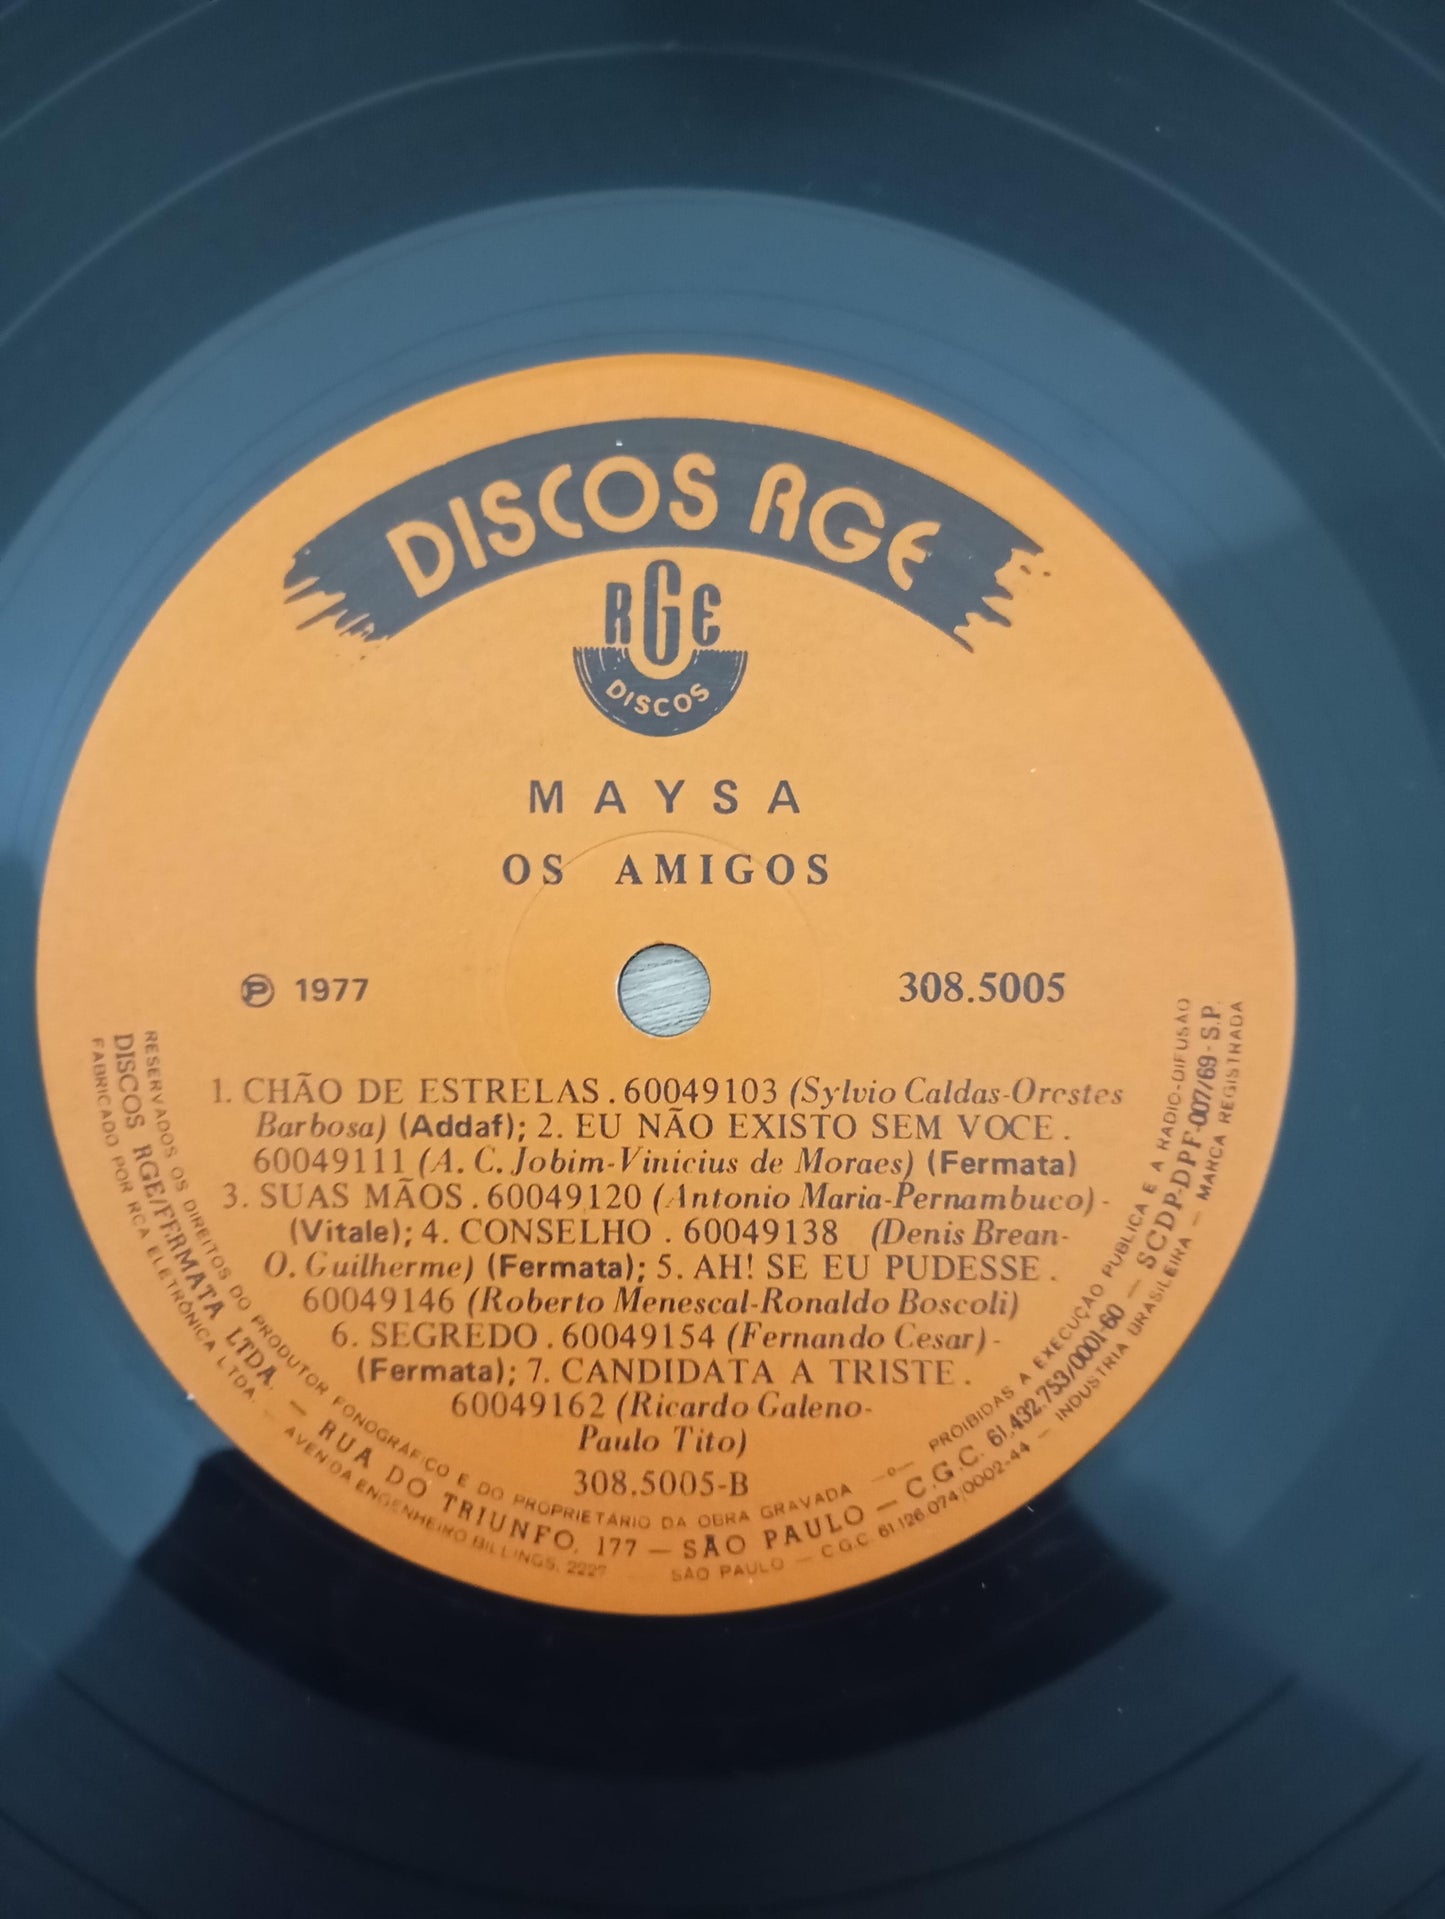 DISCOS RGE
RGE
DISCOS
MAYSA
OS AMIGOS
Ⓟ 1977
308.5005
1. CHÃO DE ESTRELAS . 60049103 (Sylvio Caldas-Orestes
Barbosa) (Addaf); 2. EU NÃO EXISTO SEM VOCE .
60049111 (A. C. Jobim-Vinicius de Moraes) (Fermata)
3. SUAS MÃOS . 60049120 (Antonio Maria-Pernambuco) -
(Vitale); 4. CONSELHO . 60049138 (Denis Brean-
O. Guilherme) (Fermata); 5. AH! SE EU PUDESSE .
60049146 (Roberto Menescal-Ronaldo Boscoli)
6. SEGREDO . 60049154 (Fernando Cesar) -
(Fermata); 7. CANDIDATA A TRISTE .
60049162 (Ricardo Galeno-
Paulo Tito)
308.5005-B
RESERVADOS OS DIREITOS DO PRODUTOR FONOGRAFICO E DO PROPRIETARIO DA OBRA GRAVADA —o— PROIBIDAS A EXECUÇÃO PUBLICA E A RADIO-DIFUSÃO
DISCOS RGE/FERMATA LTDA. — RUA DO TRIUNFO, 177 — SÃO PAULO — C.G.C. 61.432.753/0001-60 — SCDP-DPF-007/69 - S.P.
FABRICADO POR RCA ELETRÔNICA LTDA. — AVENIDA ENGENHEIRO BILLINGS, 2227 SAO PAULO — C.G.C. 61.126.074/0002-44 — INDUSTRIA BRASILEIRA — MARCA REGISTRADA